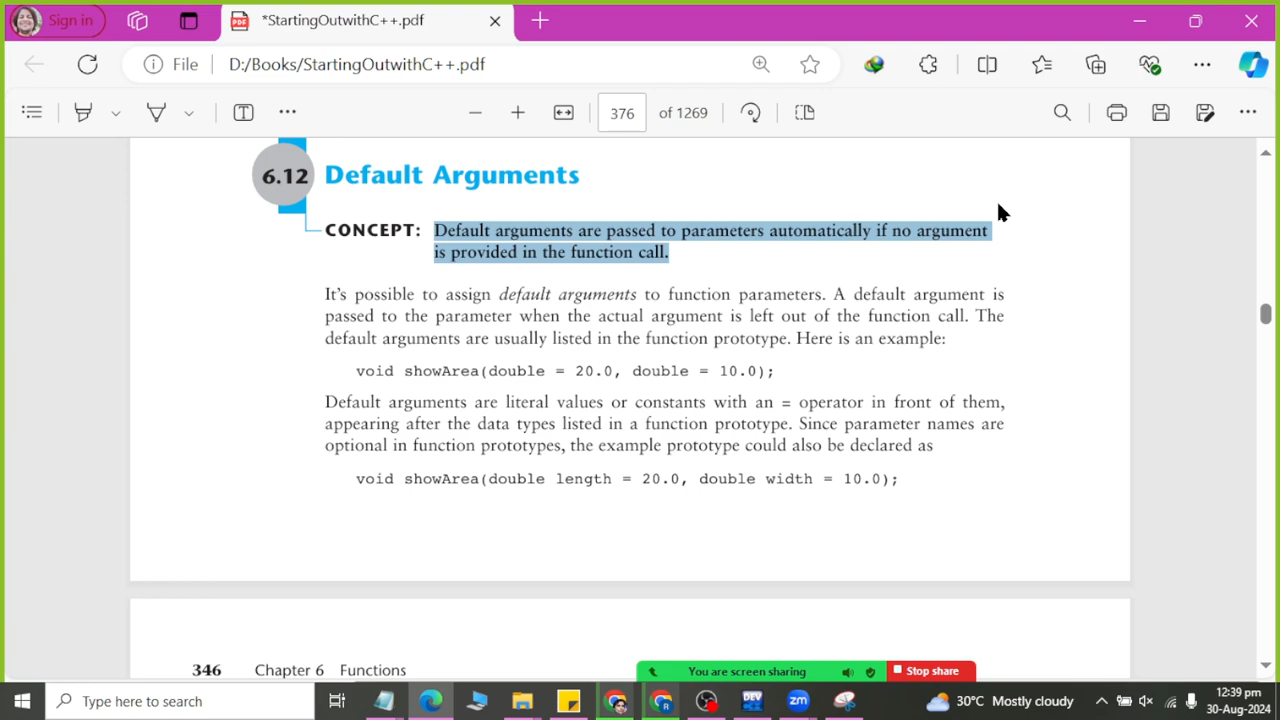 Sign in
*StartingOutwithC++.pdf
File
D:/Books/StartingOutwithC++.pdf
376 of 1269
6.12 Default Arguments
CONCEPT: Default arguments are passed to parameters automatically if no argument
is provided in the function call.
It's possible to assign default arguments to function parameters. A default argument is
passed to the parameter when the actual argument is left out of the function call. The
default arguments are usually listed in the function prototype. Here is an example:
void showArea(double = 20.0, double = 10.0);
Default arguments are literal values or constants with an = operator in front of them,
appearing after the data types listed in a function prototype. Since parameter names are
optional in function prototypes, the example prototype could also be declared as
void showArea(double length = 20.0, double width = 10.0);
346 Chapter 6 Functions
You are screen sharing
Stop share
Type here to search
DEV
zm
30°C Mostly cloudy
12:39 pm
30-Aug-2024